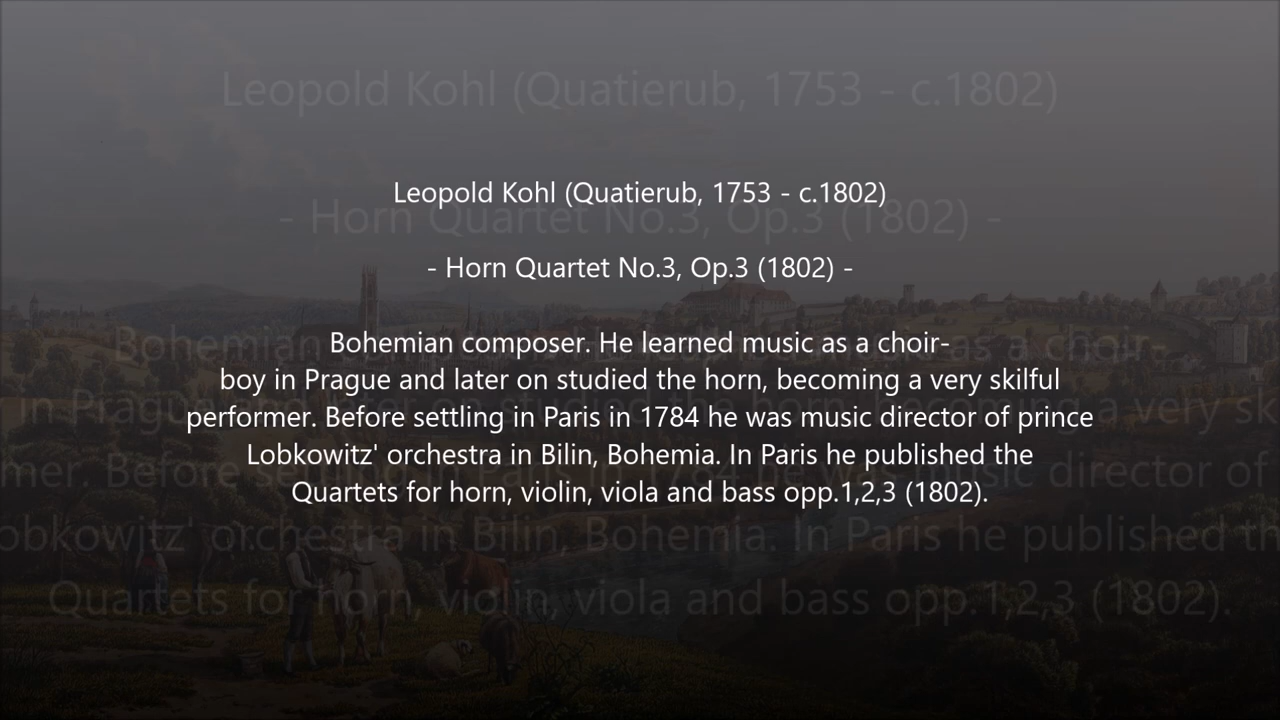 Leopold Kohl (Quatierub, 1753 - c.1802)
- Horn Quartet No.3, Op.3 (1802) -
Bohemian composer. He learned music as a choir-
boy in Prague and later on studied the horn, becoming a very skilful
performer. Before settling in Paris in 1784 he was music director of prince
Lobkowitz' orchestra in Bilin, Bohemia. In Paris he published the
Quartets for horn, violin, viola and bass opp.1,2,3 (1802).